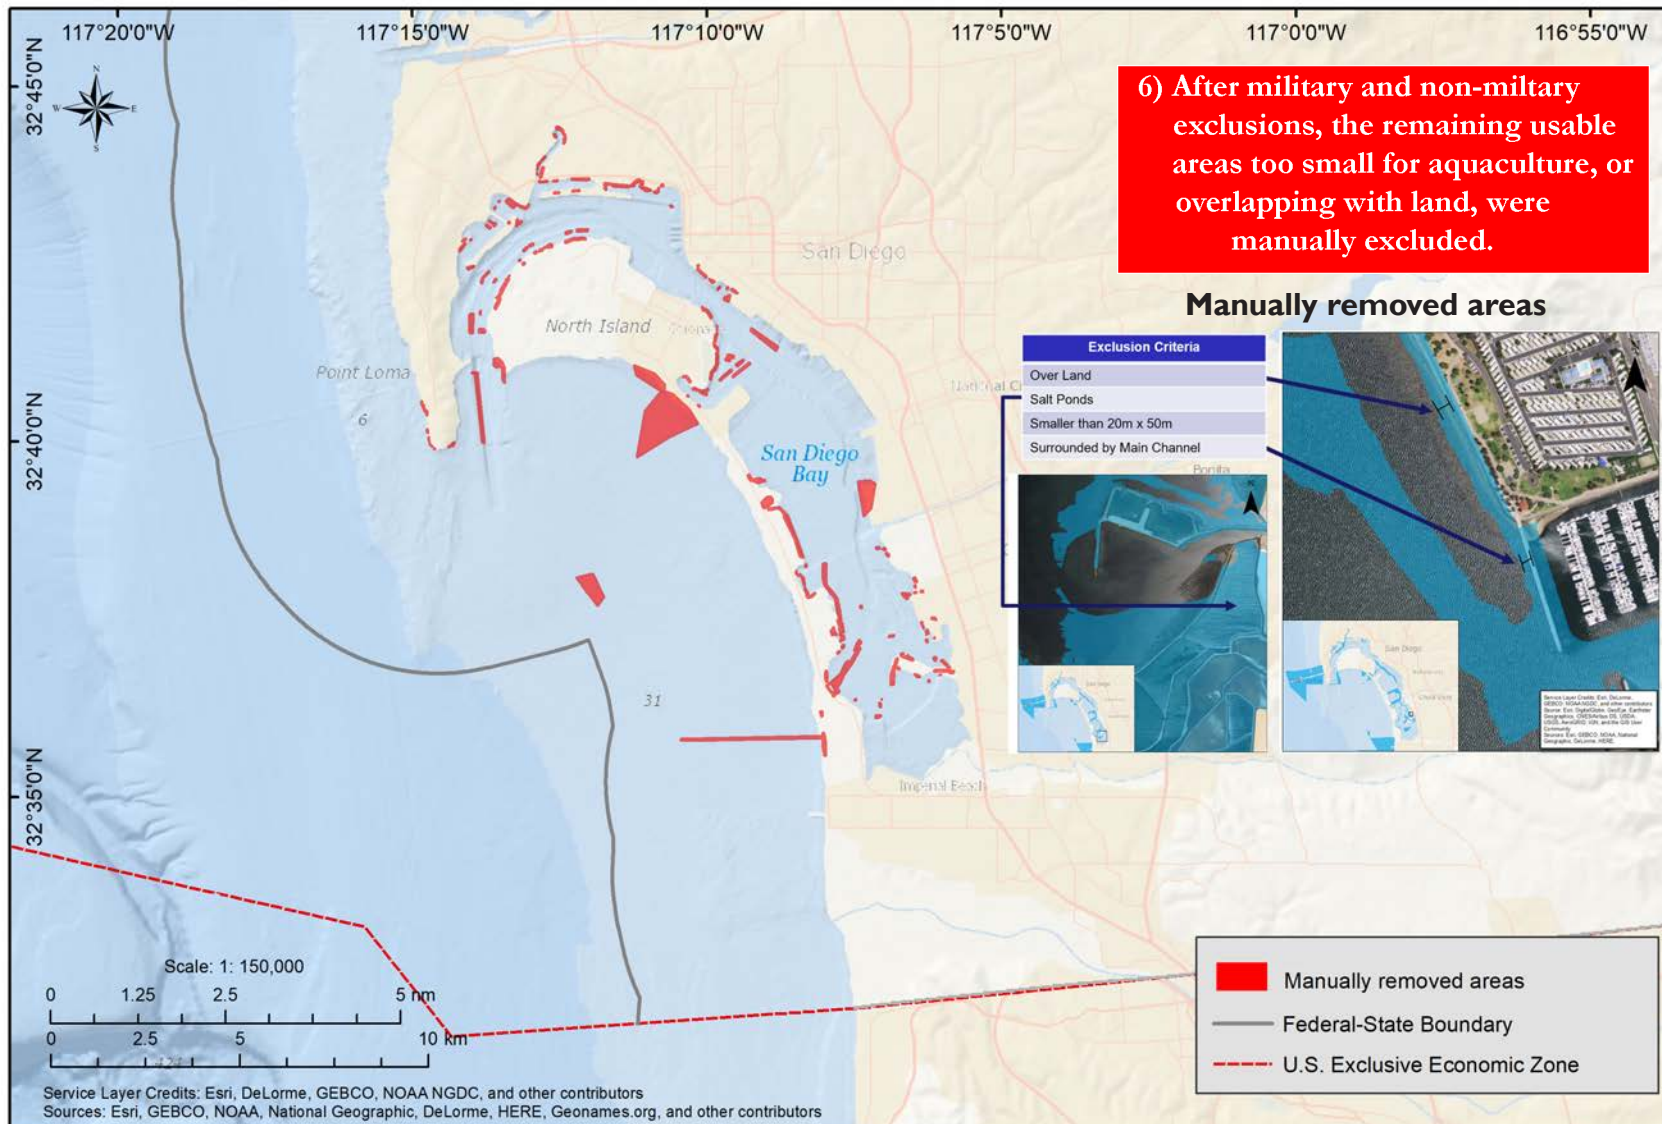 117°20'0"W
117°15'0"W
117°10'0"W
117°5'0"W
117°0'0"W
116°55'0"W
32°45'0"N
32°40'0"N
32°35'0"N
N
W
E
S
6) After military and non-miltary
exclusions, the remaining usable
areas too small for aquaculture, or
overlapping with land, were
manually excluded.
San Diego
North Island
Point Loma
6
National
San Diego
Bay
Bonita
31
Imperial Beach
Manually removed areas
Exclusion Criteria
Over Land
Salt Ponds
Smaller than 20m x 50m
Surrounded by Main Channel
San Diego
Scale: 1: 150,000
0 1.25 2.5 5 nm
0 2.5 5 10 km
Manually removed areas
Federal-State Boundary
U.S. Exclusive Economic Zone
Service Layer Credits: Esri, DeLorme, GEBCO, NOAA NGDC, and other contributors
Sources: Esri, GEBCO, NOAA, National Geographic, DeLorme, HERE, Geonames.org, and other contributors